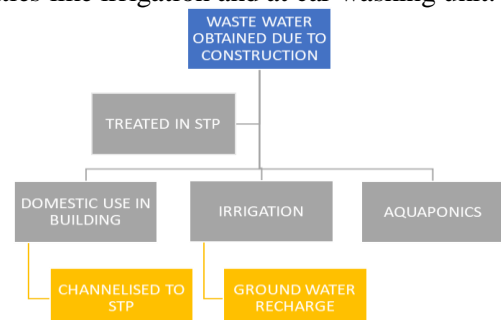 ties like irrigation and at car washing unit.
WASTE WATER
OBTAINED DUE TO
CONSTRUCTION
TREATED IN STP
DOMESTIC USE IN
BUILDING
IRRIGATION
AQUAPONICS
CHANNELISED TO
STP
GROUND WATER
RECHARGE